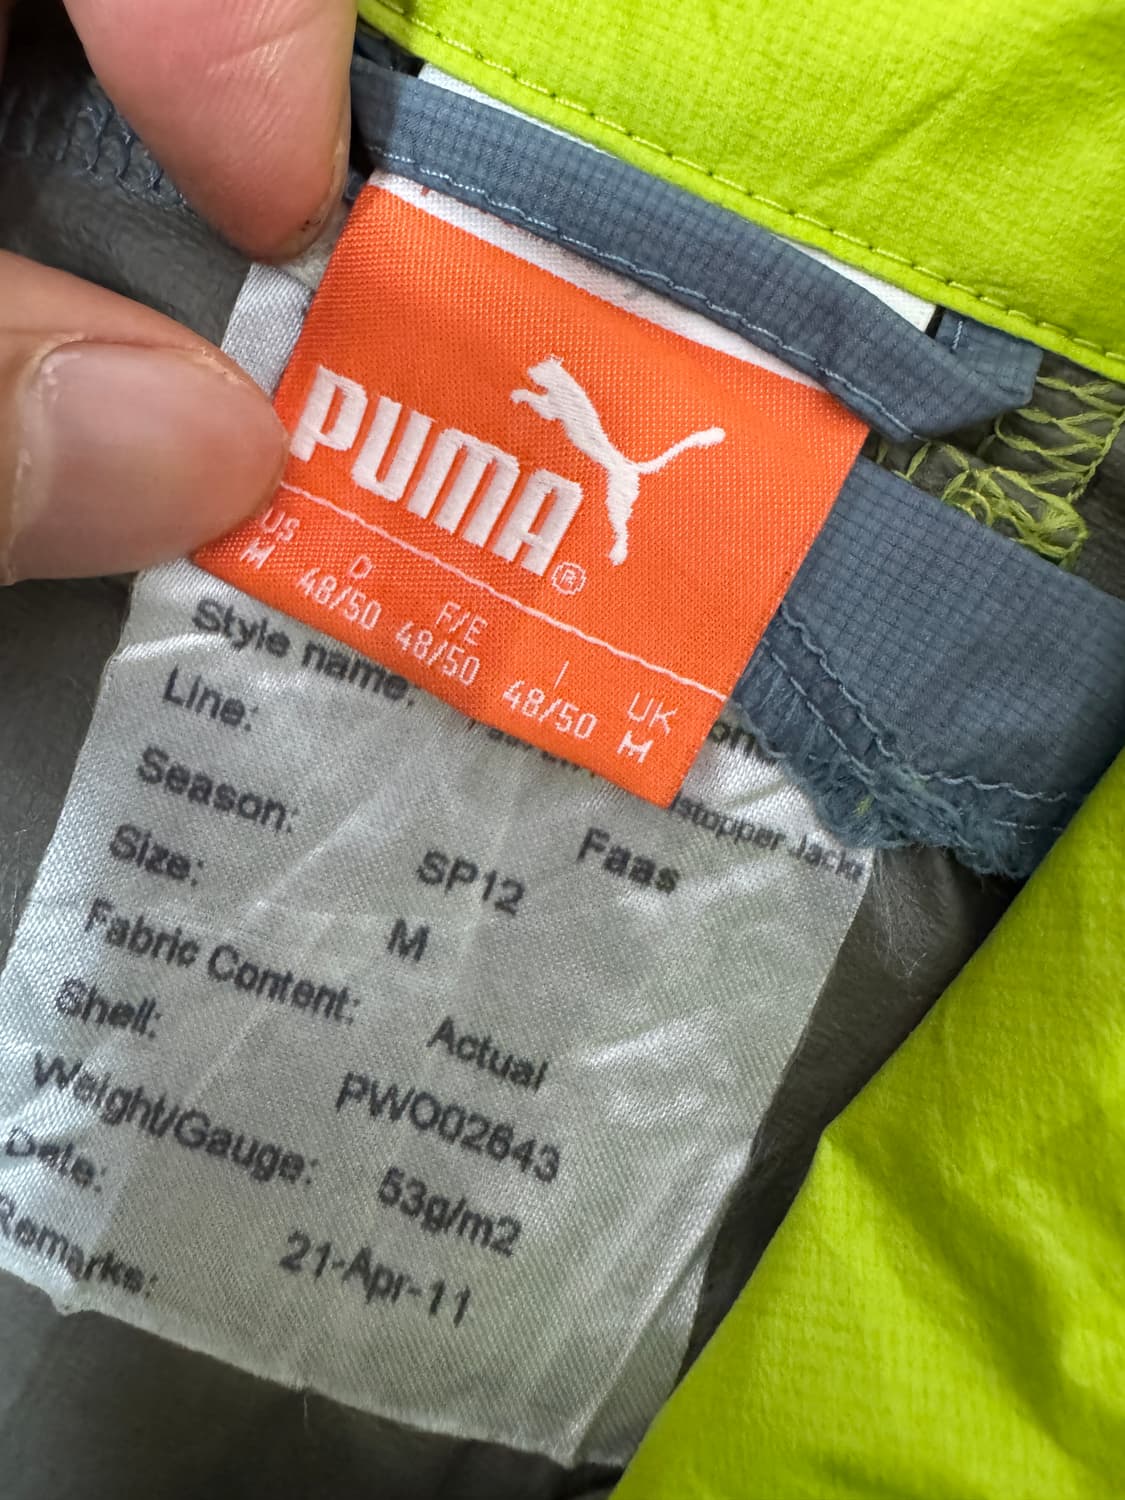 PUMA®
US D F/E I UK
M 48/50 48/50 48/50 M
Style name:
stopper Jacke
Line: Faas
Season: SP12
Size: M
Fabric Content: Actual
Shell: PWO02643
Weight/Gauge: 53g/m2
Date: 21-Apr-11
Remarks: